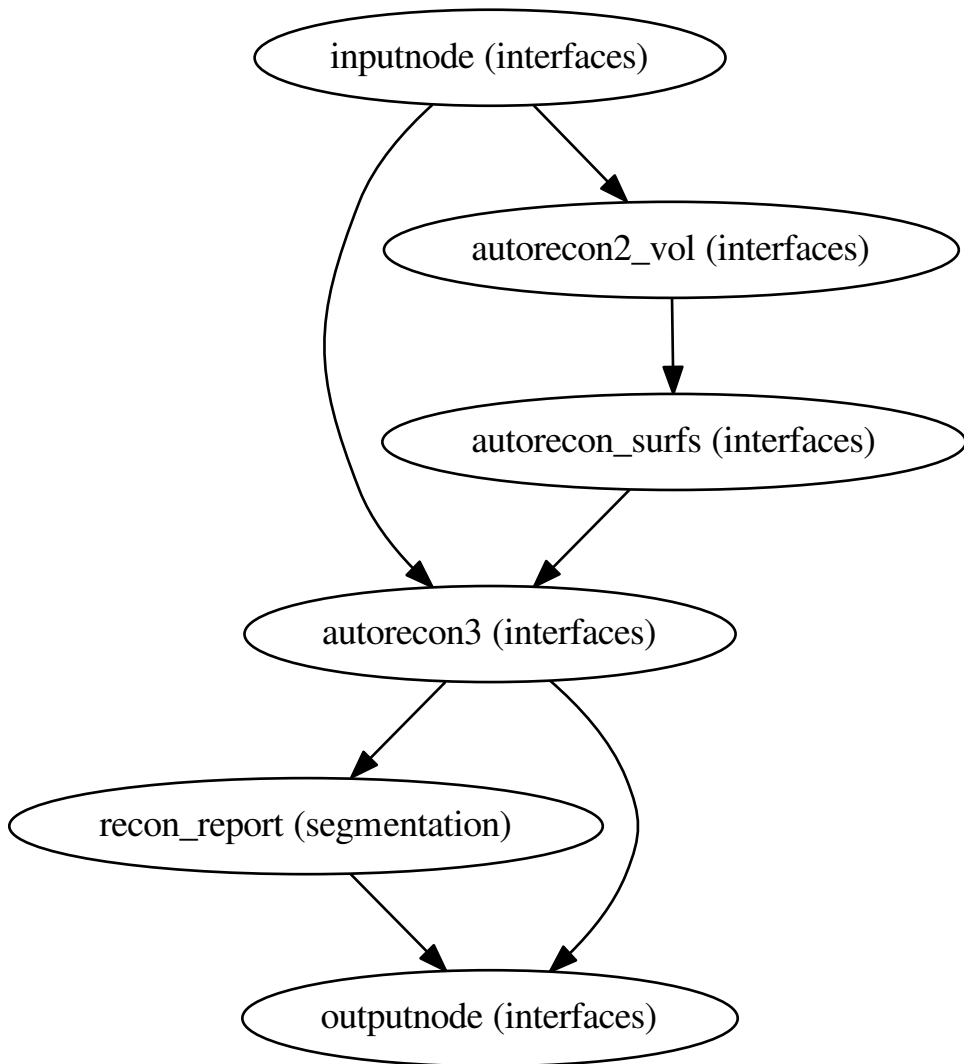 inputnode (interfaces)
autorecon2_vol (interfaces)
autorecon_surfs (interfaces)
autorecon3 (interfaces)
recon_report (segmentation)
outputnode (interfaces)